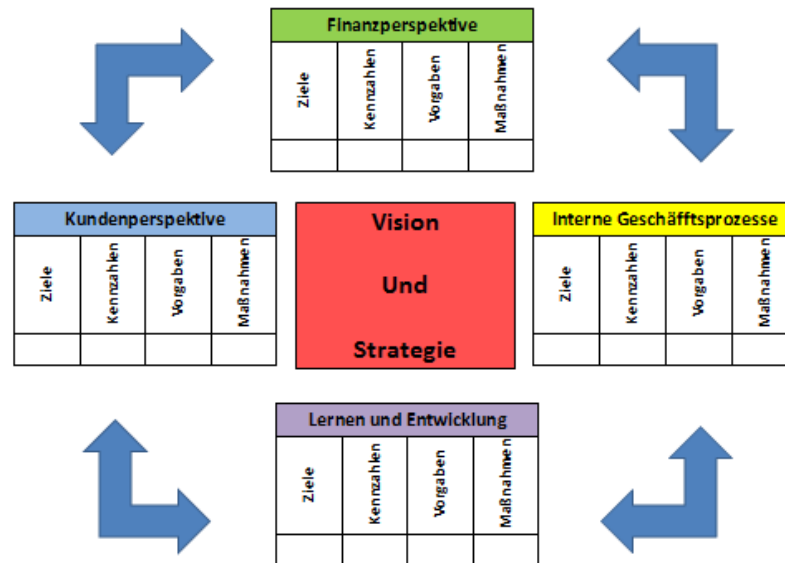 Finanzperspektive
Ziele
Kennzahlen
Vorgaben
Maßnahmen
Kundenperspektive
Ziele
Kennzahlen
Vorgaben
Maßnahmen
Vision
Und
Strategie
Interne Geschäfftsprozesse
Ziele
Kennzahlen
Vorgaben
Maßnahmen
Lernen und Entwicklung
Ziele
Kennzahlen
Vorgaben
Maßnahmen